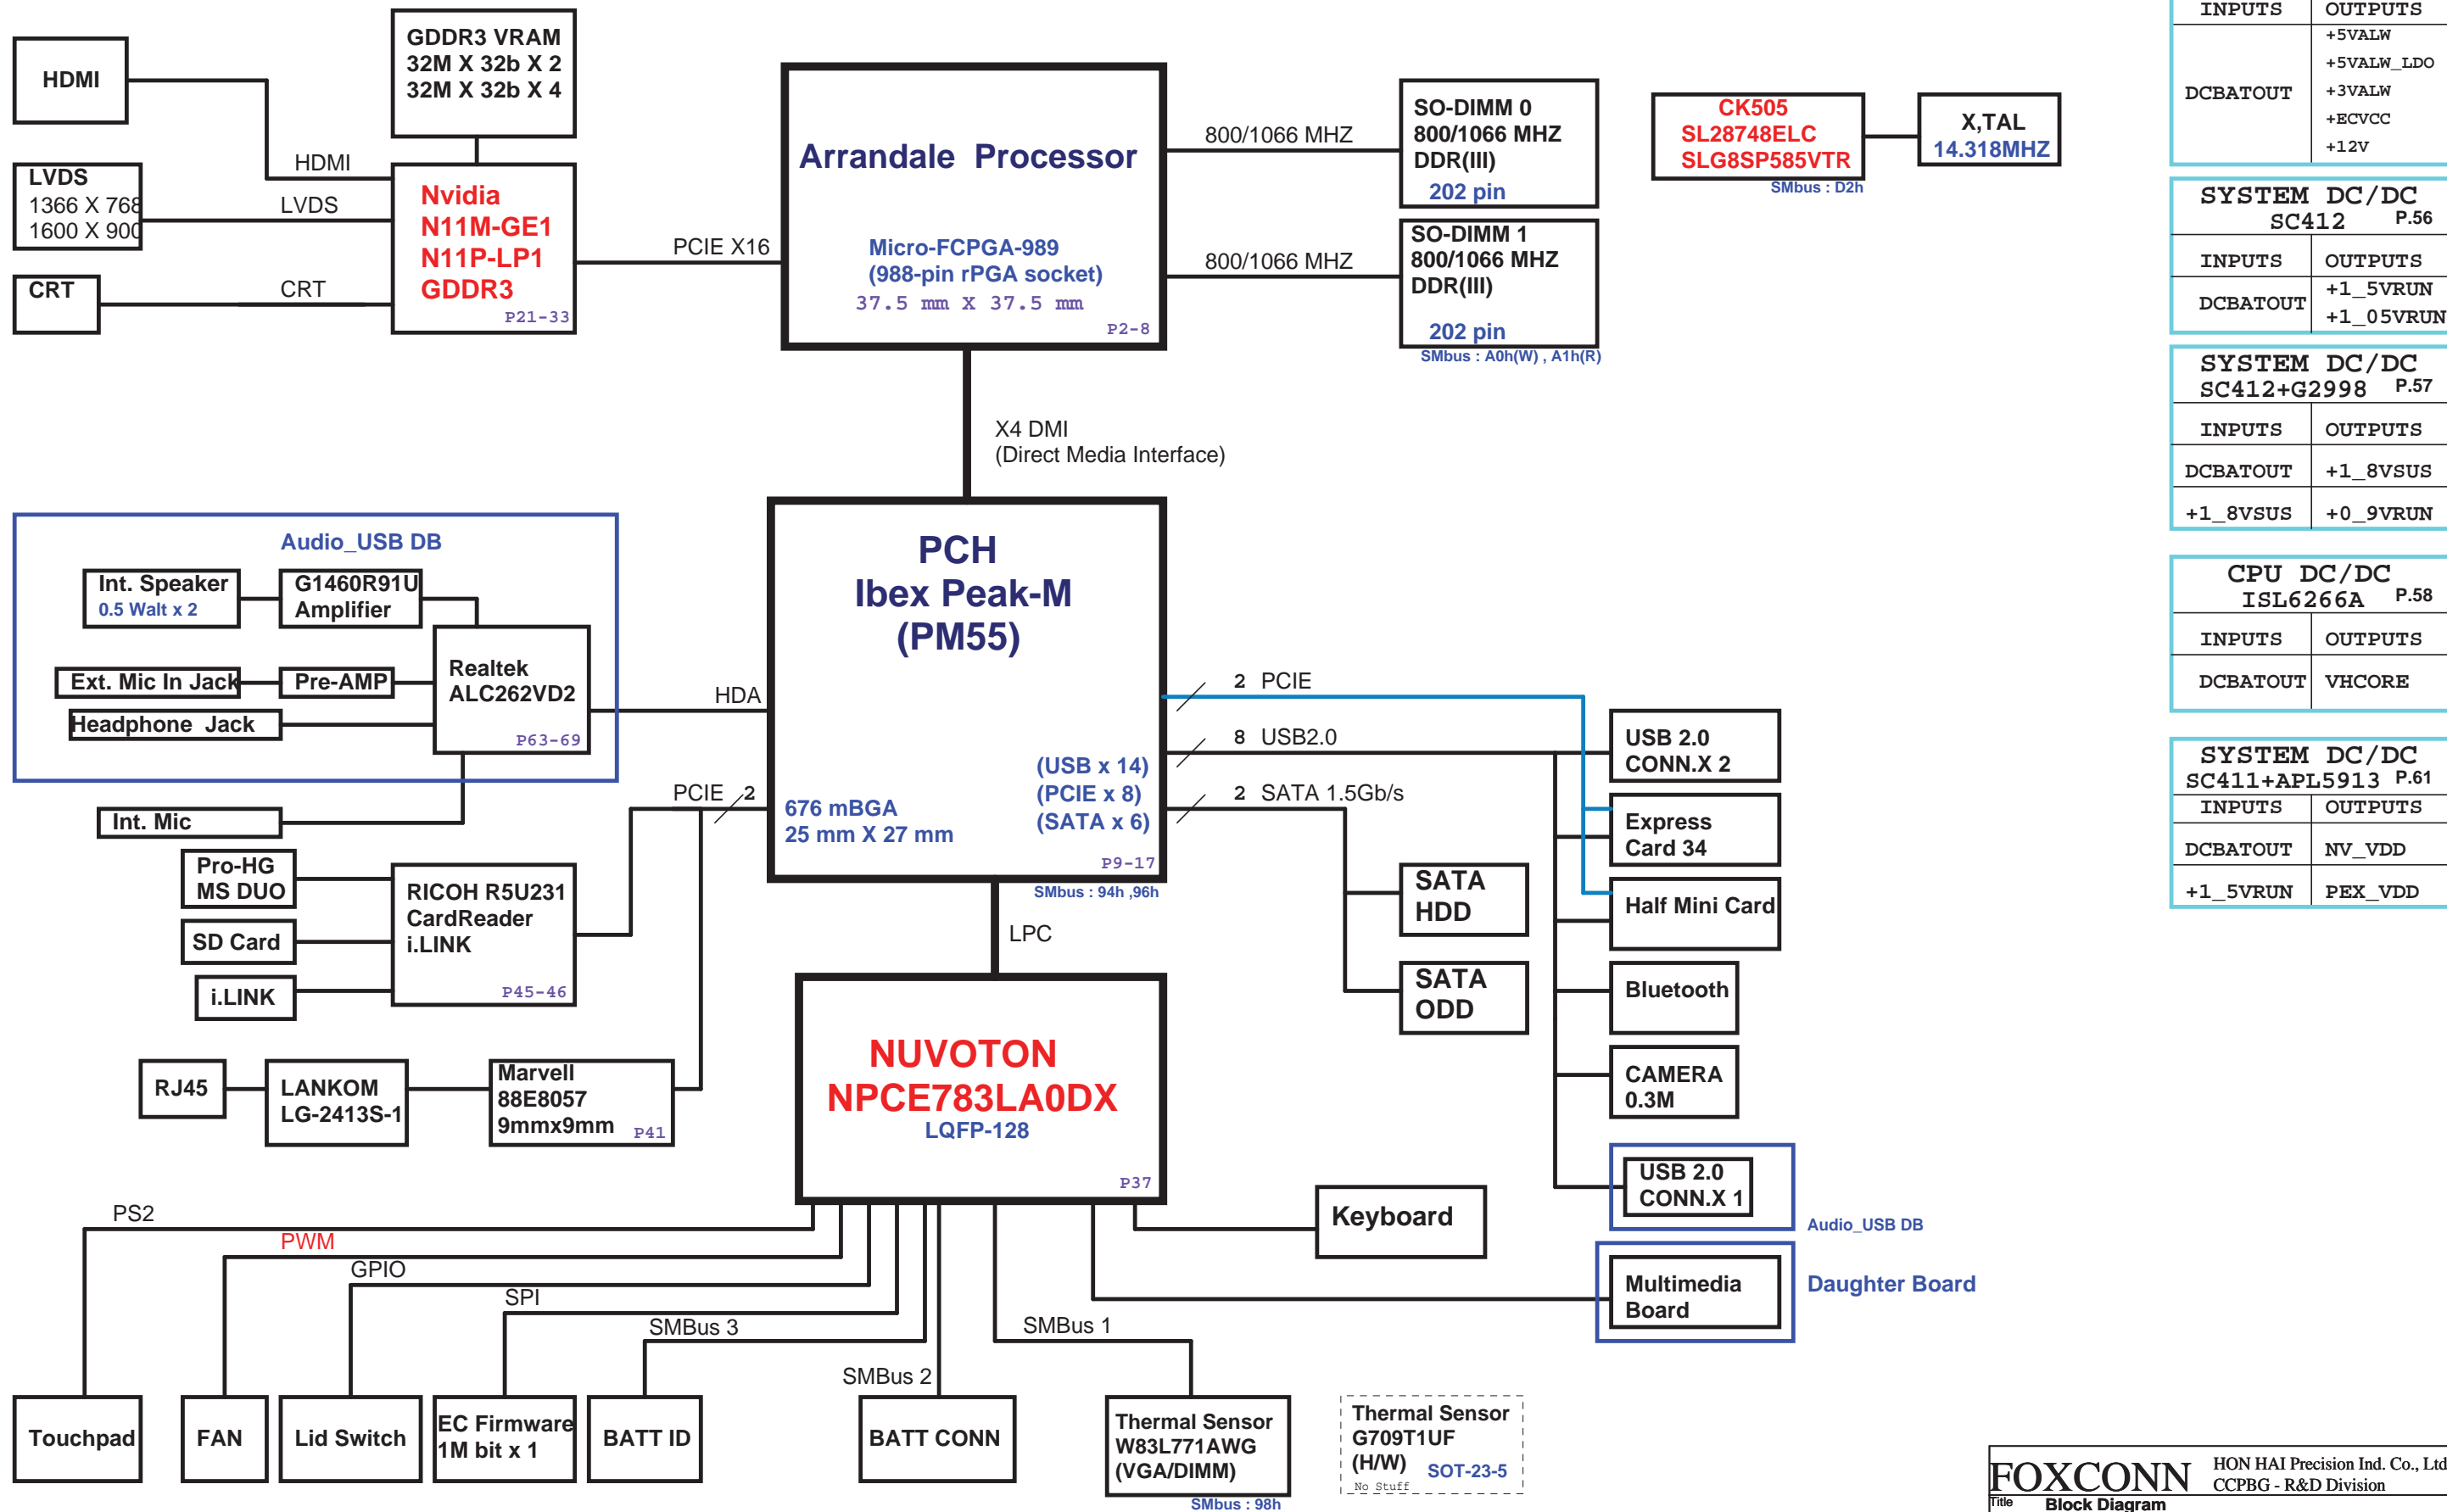 HDMI
GDDR3 VRAM
32M X 32b X 2
32M X 32b X 4
HDMI
LVDS
1366 X 768
1600 X 900
LVDS
CRT
CRT
Nvidia
N11M-GE1
N11P-LP1
GDDR3
P21-33
PCIE X16
Arrandale Processor
Micro-FCPGA-989
(988-pin rPGA socket)
37.5 mm X 37.5 mm
P2-8
800/1066 MHZ
SO-DIMM 0
800/1066 MHZ
DDR(III)
202 pin
800/1066 MHZ
SO-DIMM 1
800/1066 MHZ
DDR(III)
202 pin
SMbus : A0h(W) , A1h(R)
CK505
SL28748ELC
SLG8SP585VTR
SMbus : D2h
X,TAL
14.318MHZ
INPUTS OUTPUTS
DCBATOUT
+5VALW
+5VALW_LDO
+3VALW
+ECVCC
+12V
SYSTEM DC/DC
SC412 P.56
INPUTS OUTPUTS
DCBATOUT
+1_5VRUN
+1_05VRUN
SYSTEM DC/DC
SC412+G2998 P.57
INPUTS OUTPUTS
DCBATOUT +1_8VSUS
+1_8VSUS +0_9VRUN
CPU DC/DC
ISL6266A P.58
INPUTS OUTPUTS
DCBATOUT VHCORE
SYSTEM DC/DC
SC411+APL5913 P.61
INPUTS OUTPUTS
DCBATOUT NV_VDD
+1_5VRUN PEX_VDD
X4 DMI
(Direct Media Interface)
Audio_USB DB
Int. Speaker
0.5 Walt x 2
G1460R91U
Amplifier
Ext. Mic In Jack
Pre-AMP
Headphone Jack
Realtek
ALC262VD2
P63-69
HDA
Int. Mic
PCH
Ibex Peak-M
(PM55)
(USB x 14)
(PCIE x 8)
(SATA x 6)
676 mBGA
25 mm X 27 mm
P9-17
SMbus : 94h ,96h
PCIE 2
2 PCIE
8 USB2.0
2 SATA 1.5Gb/s
USB 2.0
CONN.X 2
Express
Card 34
Half Mini Card
Bluetooth
CAMERA
0.3M
USB 2.0
CONN.X 1
Audio_USB DB
Multimedia
Board
Daughter Board
SATA
HDD
SATA
ODD
Pro-HG
MS DUO
SD Card
i.LINK
RICOH R5U231
CardReader
i.LINK
P45-46
RJ45
LANKOM
LG-2413S-1
Marvell
88E8057
9mmx9mm
P41
LPC
NUVOTON
NPCE783LA0DX
LQFP-128
P37
Keyboard
PS2
PWM
GPIO
SPI
SMBus 3
SMBus 2
SMBus 1
Touchpad
FAN
Lid Switch
EC Firmware
1M bit x 1
BATT ID
BATT CONN
Thermal Sensor
W83L771AWG
(VGA/DIMM)
SMbus : 98h
Thermal Sensor
G709T1UF
(H/W)
SOT-23-5
No Stuff
FOXCONN
HON HAI Precision Ind. Co., Ltd
CCPBG - R&D Division
Title
Block Diagram